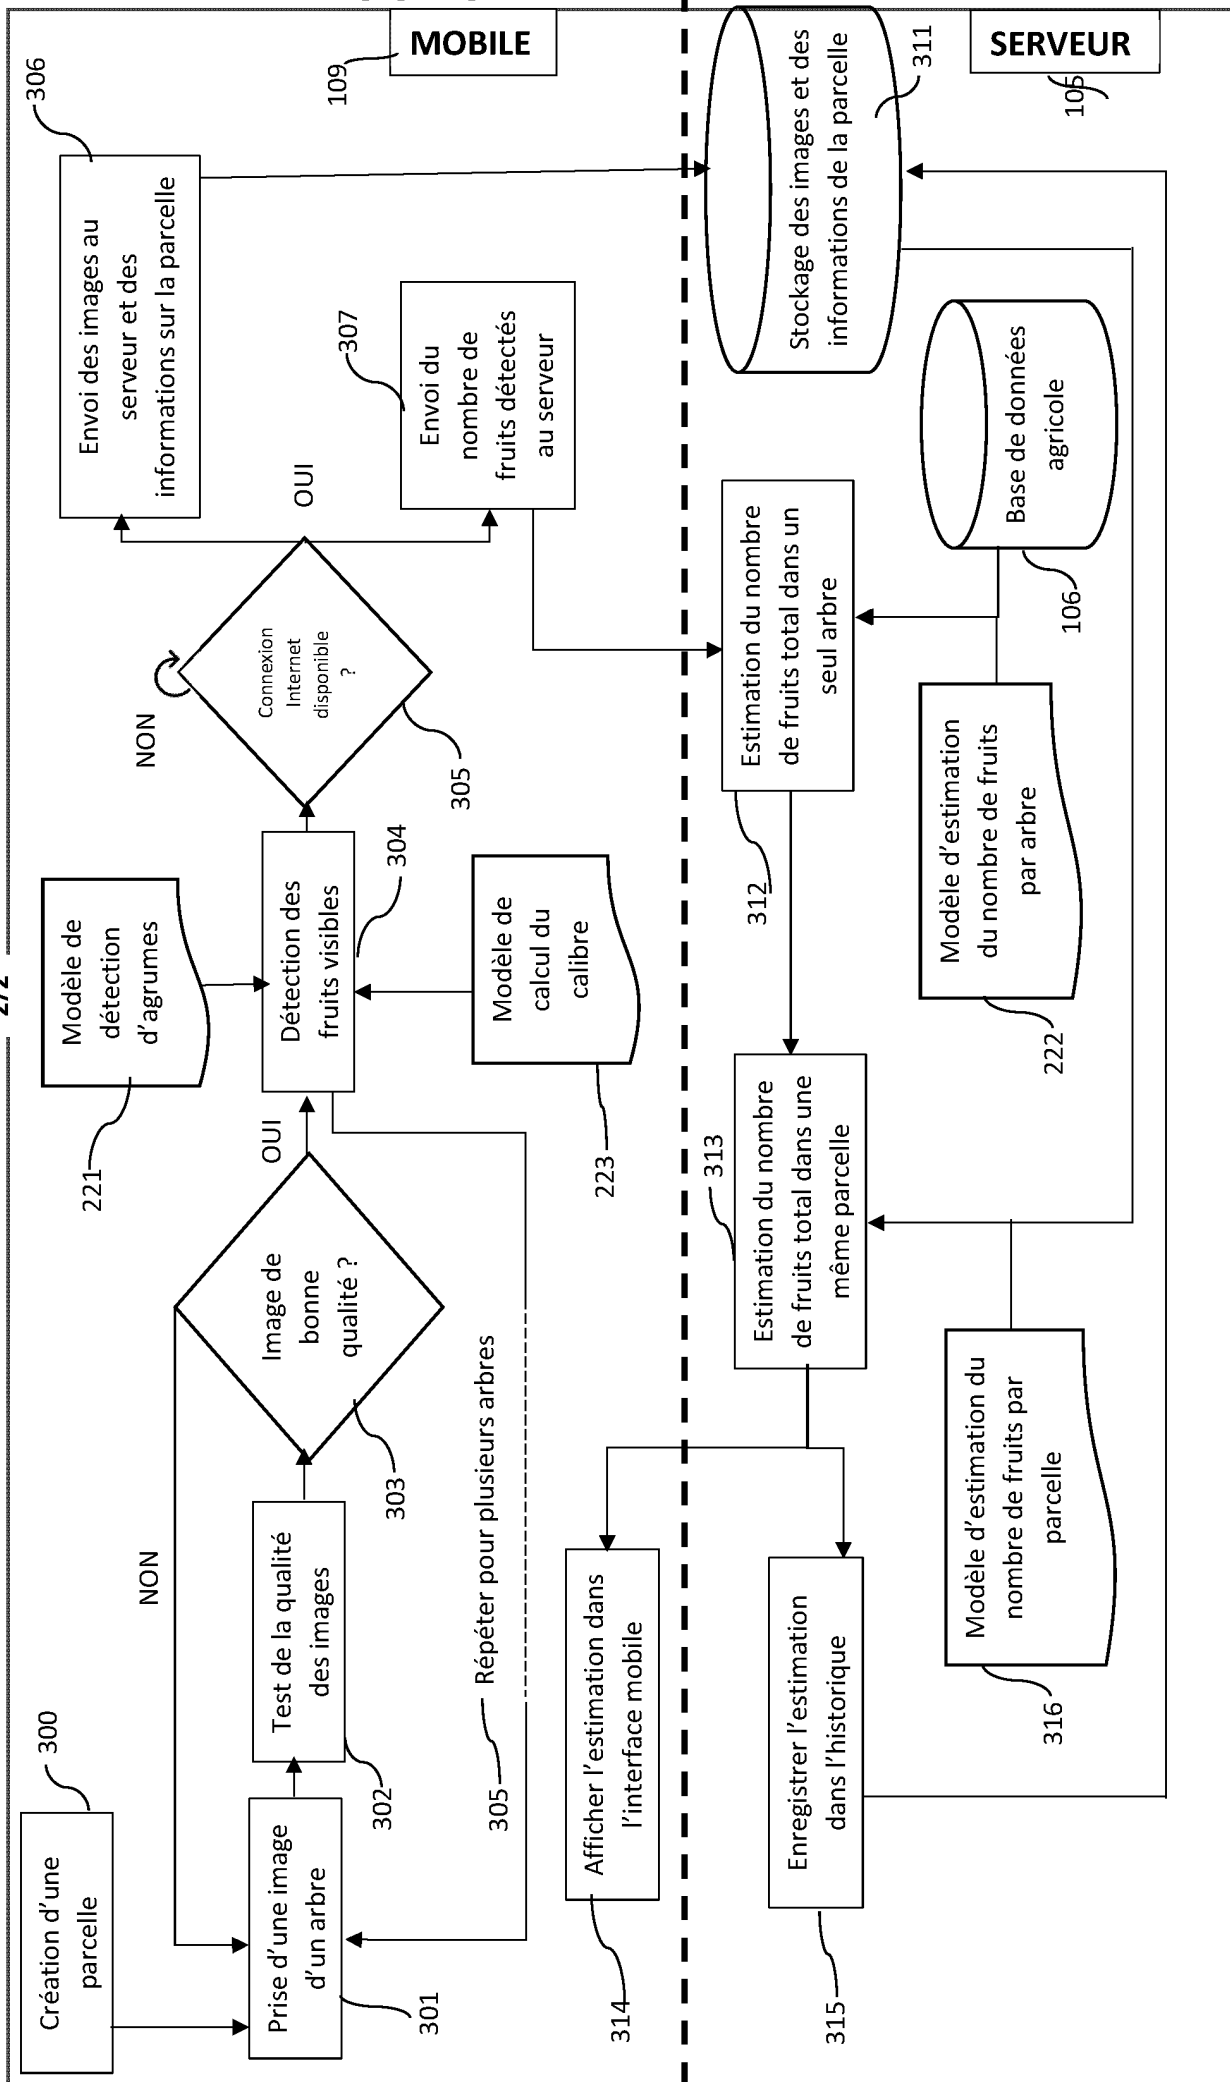 2/2
MOBILE
109
SERVEUR
105
300
Création d'une
parcelle
301
Prise d'une image
d'un arbre
302
Test de la qualité
des images
303
Image de
bonne
qualité ?
NON
OUI
221
Modèle de
détection
d'agrumes
304
Détection des
fruits visibles
223
Modèle de
calcul du
calibre
305
Répéter pour plusieurs arbres
305
Connexion
Internet
disponible
?
NON
OUI
306
Envoi des images au
serveur et des
informations sur la parcelle
307
Envoi du
nombre de
fruits détectés
au serveur
311
Stockage des images et des
informations de la parcelle
106
Base de données
agricole
312
Estimation du nombre
de fruits total dans un
seul arbre
222
Modèle d'estimation
du nombre de fruits
par arbre
313
Estimation du nombre
de fruits total dans une
même parcelle
316
Modèle d'estimation du
nombre de fruits par
parcelle
314
Afficher l'estimation dans
l'interface mobile
315
Enregistrer l'estimation
dans l'historique